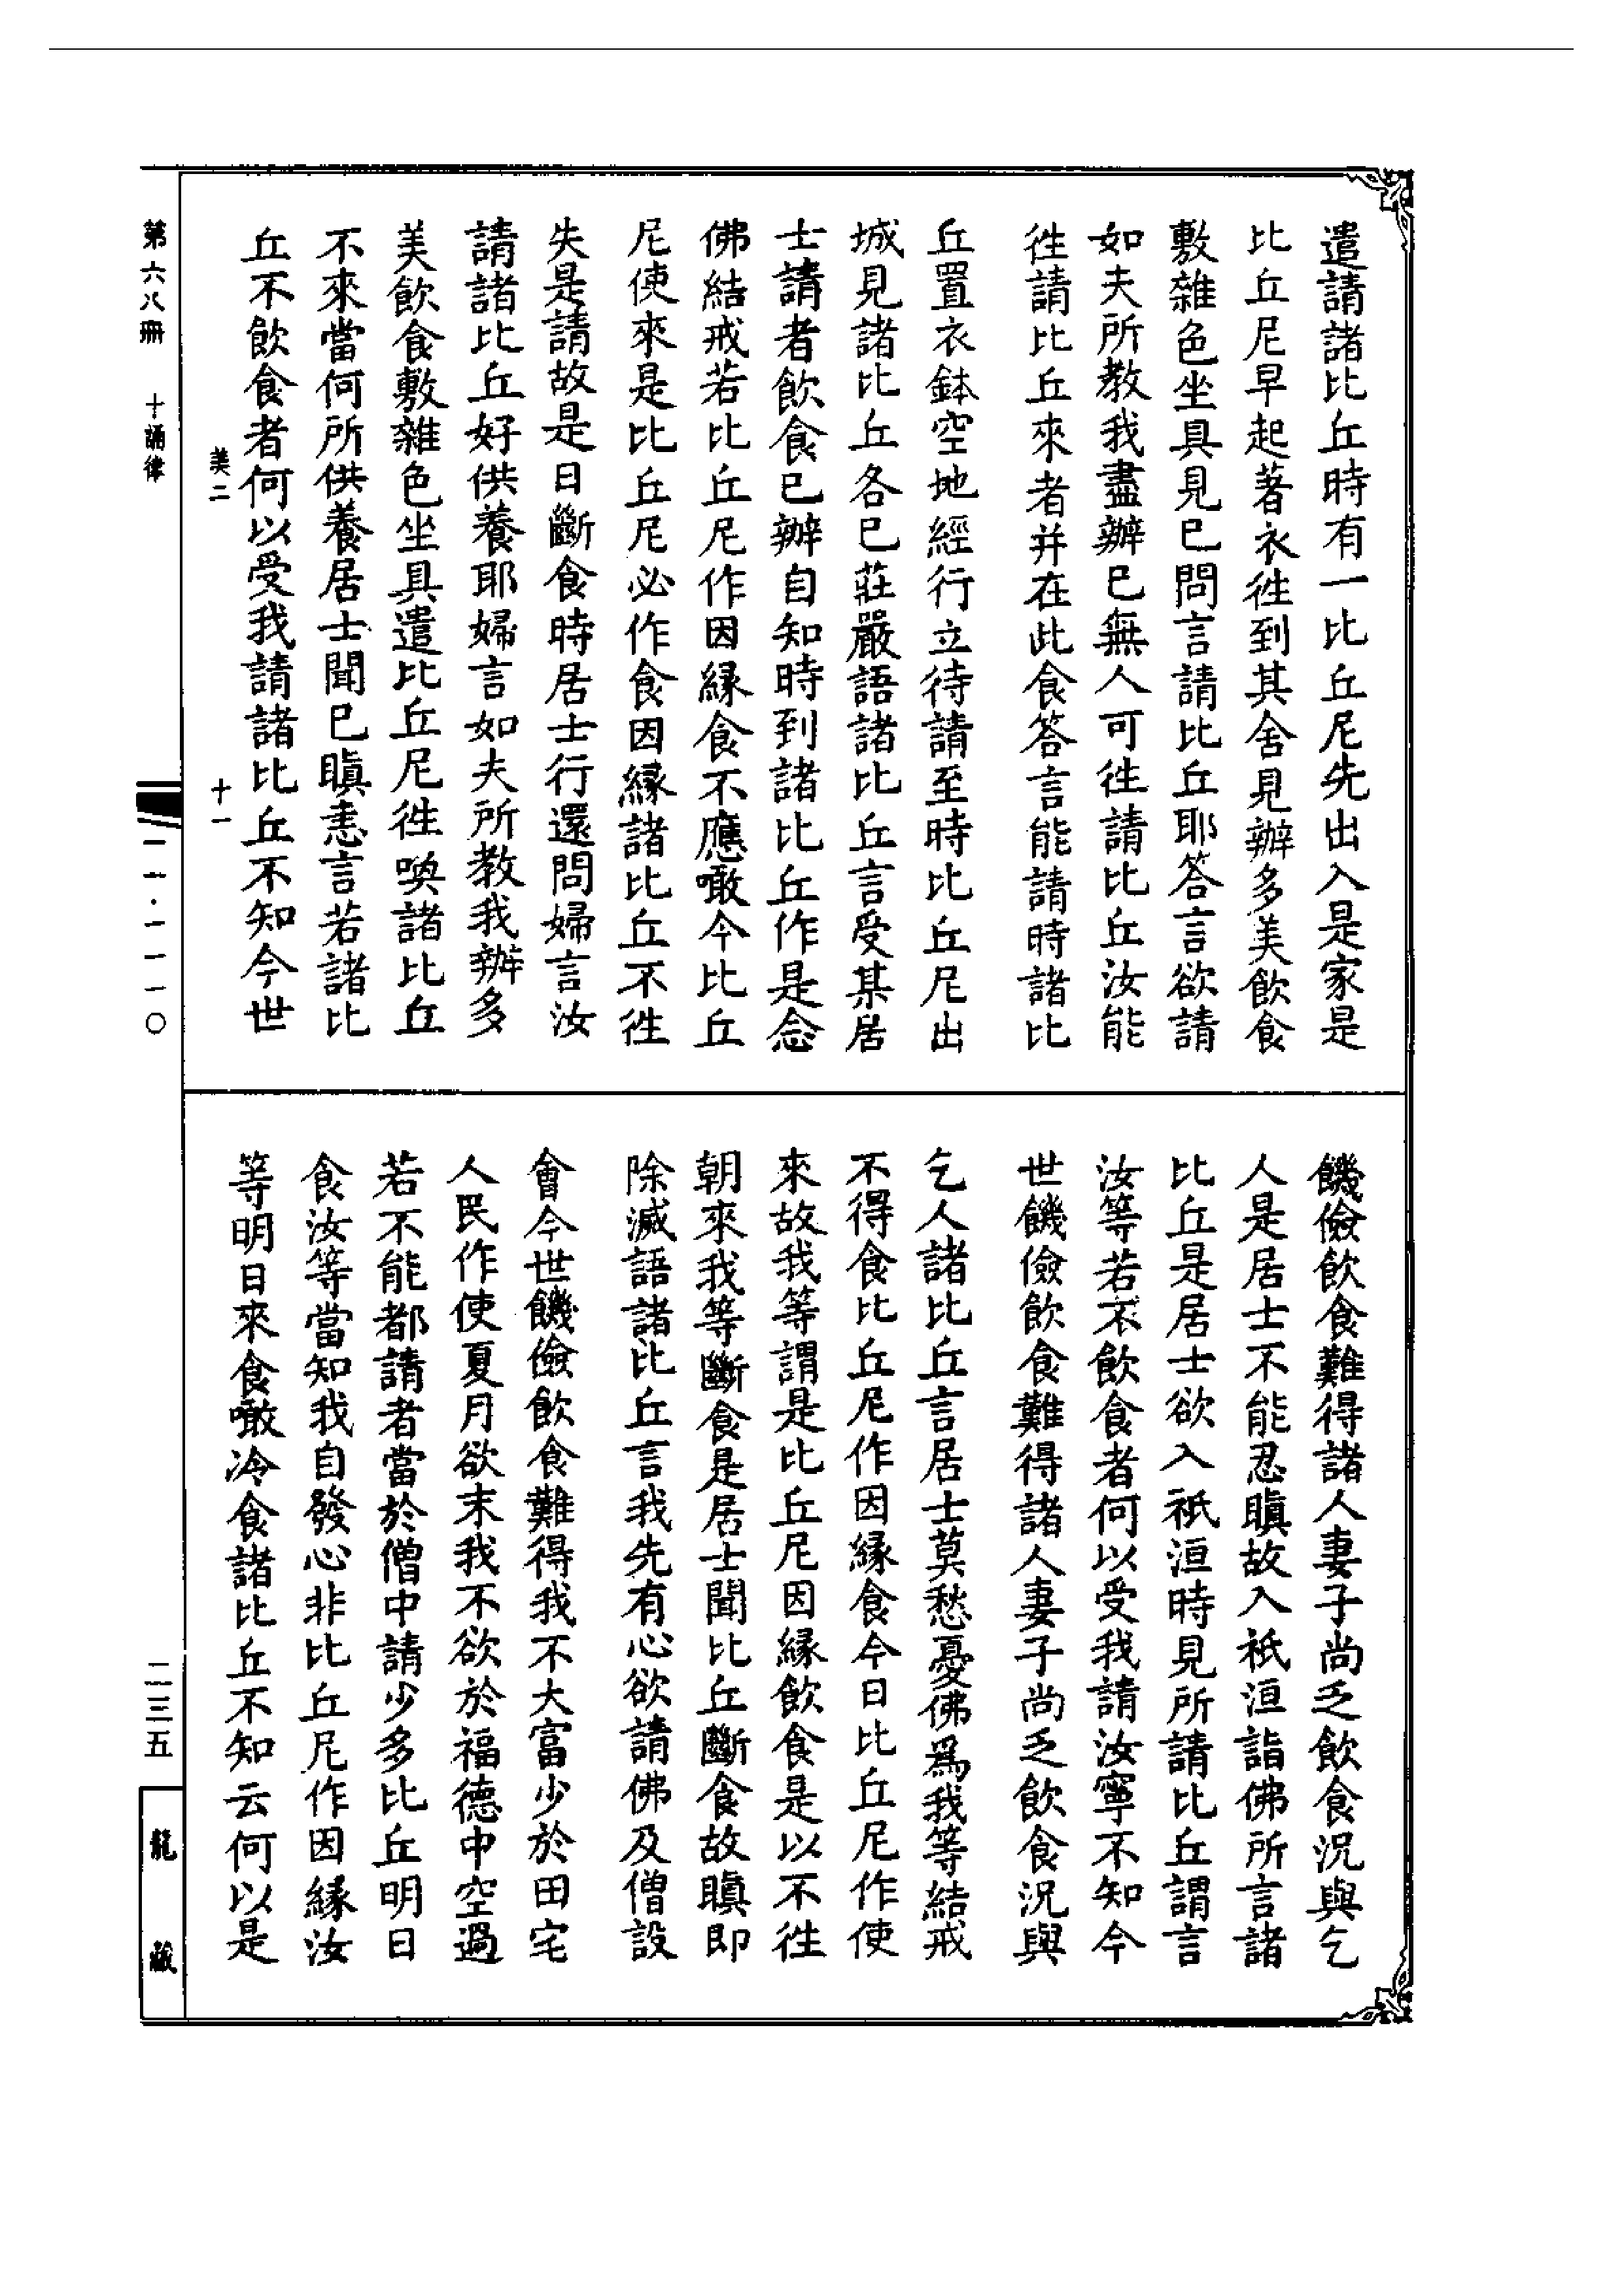 遣請諸比丘時有一比丘尼先出入是家是
比丘尼早起著衣徃到其舍見辦多美飲食
敷雜色坐具見巳問言請比丘耶答言欲請
如夫所教我盡辦巳無人可徃請比丘汝能
徃請比丘來者并在此食答言能請時諸比
丘置衣鉢空地經行立待請至時比丘尼出
城見諸比丘各巳莊嚴語諸比丘言受某居
士請者飲食巳辦自知時到諸比丘作是念
佛結戒若比丘尼作因緣食不應噉今比丘
尼使來是比丘尼必作食因緣諸比丘不徃
失是請故是日斷食時居士行還問婦言汝
請諸比丘好供養耶婦言如夫所教我辦多
美飲食敷雜色坐具遣比丘尼徃喚諸比丘
不來當何所供養居士聞巳瞋恚言若諸比
丘不飲食者何以受我請諸比丘不知今世
美二 十一
饑儉飲食難得諸人妻子尚乏飲食況與乞
人是居士不能忍瞋故入祇洹詣佛所言諸
比丘是居士欲入祇洹時見所請比丘謂言
汝等若不飲食者何以受我請汝寧不知今
世饑儉飲食難得諸人妻子尚乏飲食況與
乞人諸比丘言居士莫愁憂佛爲我等結戒
不得食比丘尼作因緣食今日比丘尼作使
來故我等謂是比丘尼因緣飲食是以不徃
朝來我等斷食是居士聞比丘斷食故瞋即
除滅語諸比丘言我先有心欲請佛及僧設
會今世饑儉飲食難得我不大富少於田宅
人民作使夏月欲末我不欲於福德中空過
若不能都請者當於僧中請少多比丘明日
食汝等當知我自發心非比丘尼作因緣汝
等明日來食噉冷食諸比丘不知云何以是
第六八冊 十誦律
一一·一一一〇
二三五
龍藏